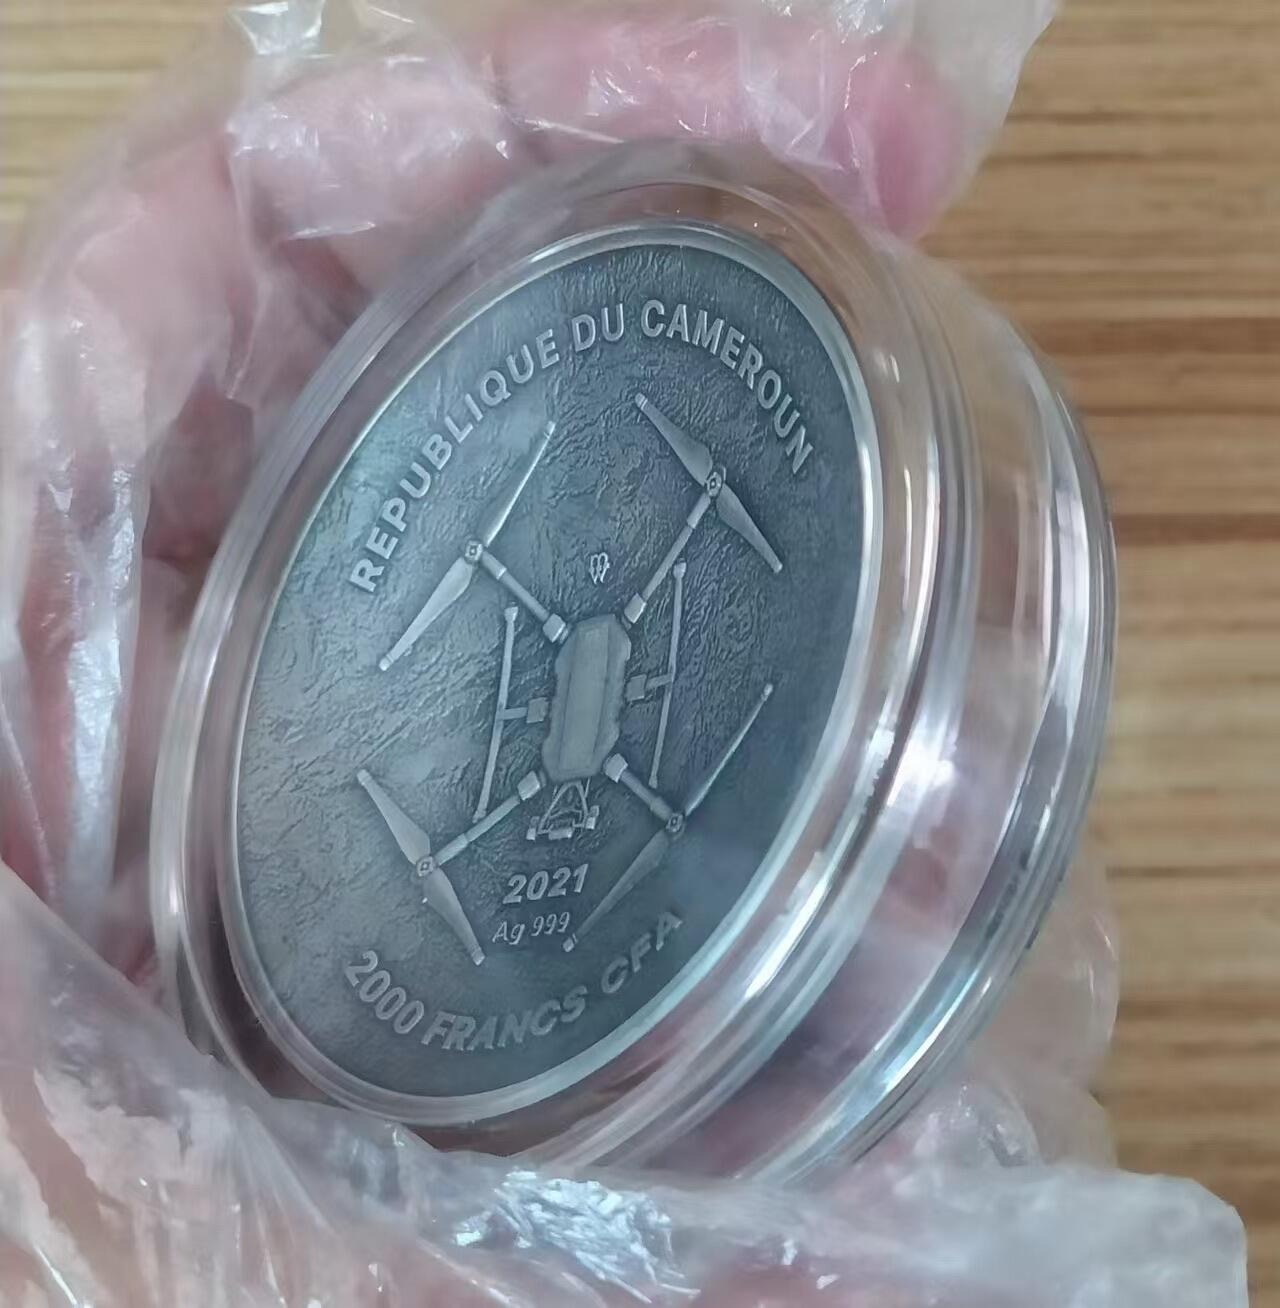 REPUBLIQUE DU CAMEROUN
2021
Ag 999
2000 FRANCS CFA